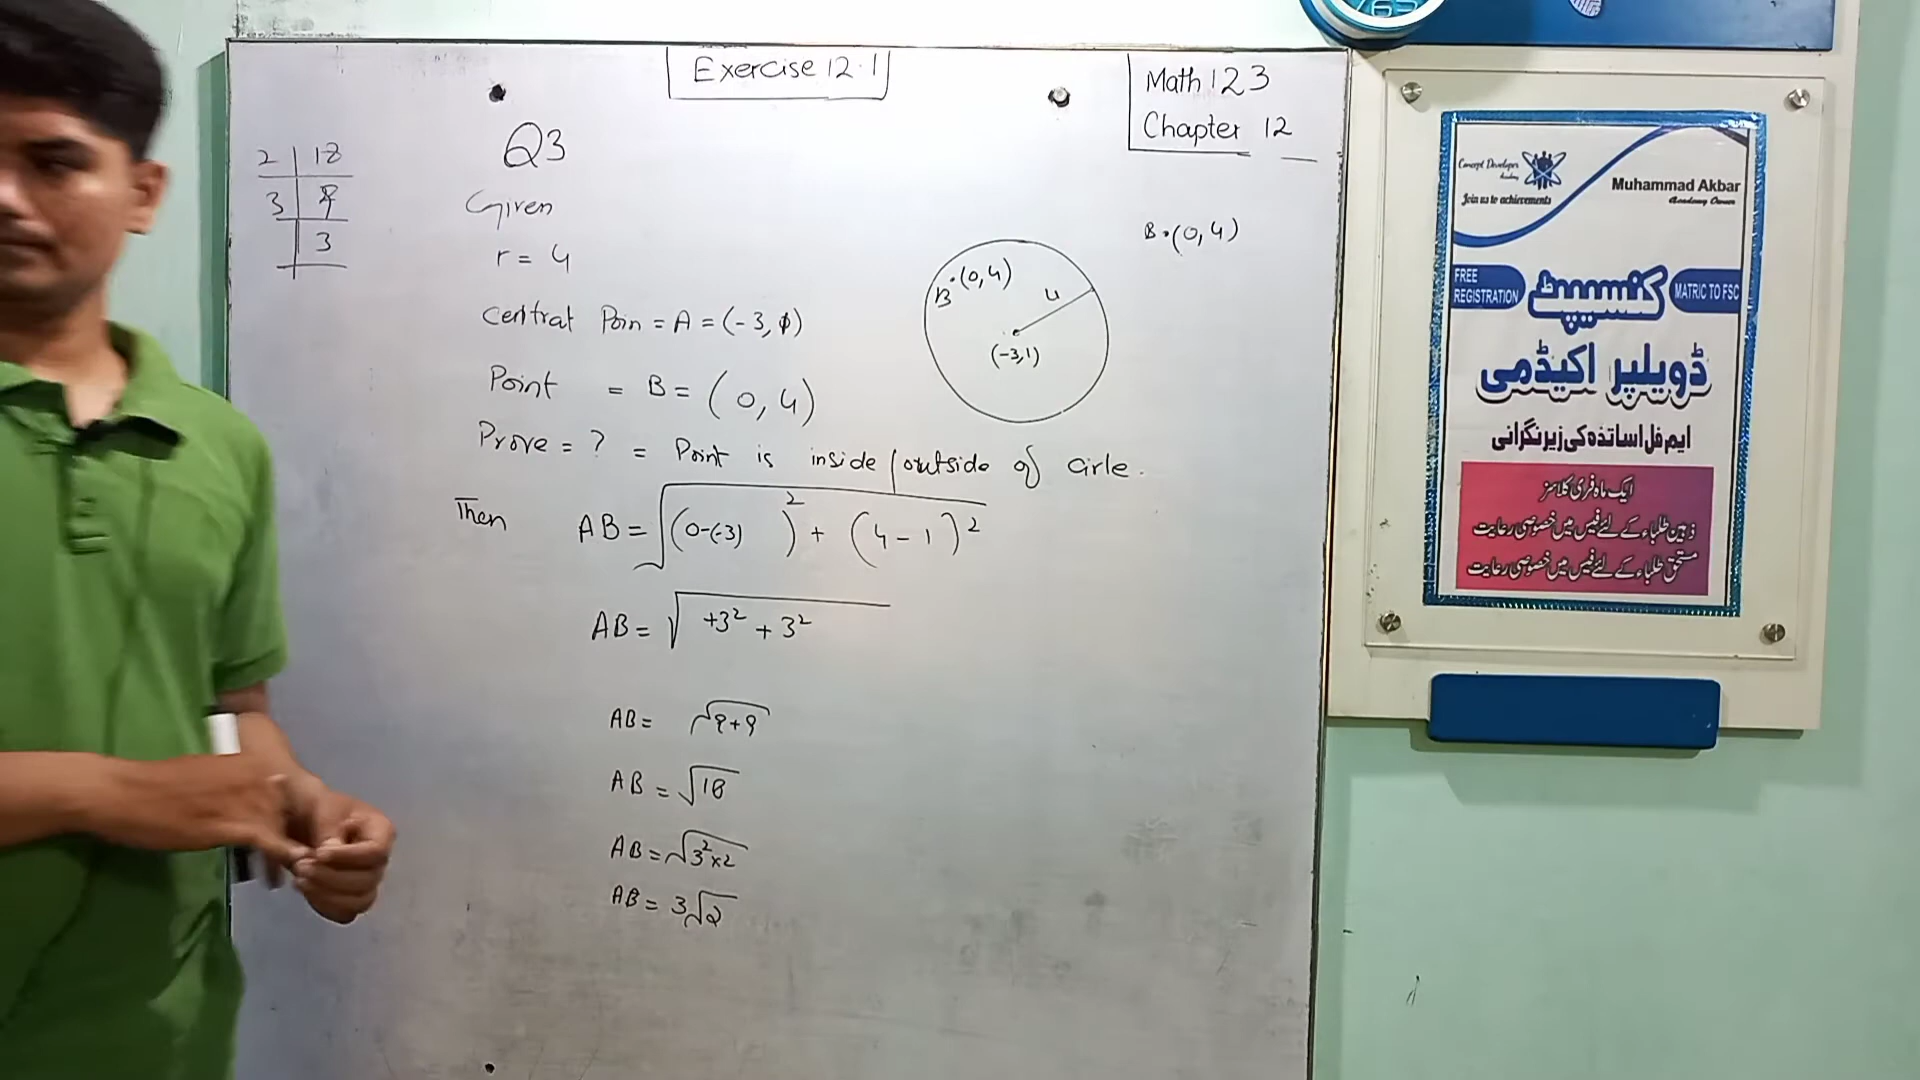 Exercise 12.1
Math 123
Chapter 12
2 | 18
3 | 9
3
Q3
Given
r = 4
Central Poin = A = (-3, 1)
Point = B = (0, 4)
Prove = ? = Point is inside / outside of cirle.
Then AB = √(0-(-3) )² + (4 - 1)²
AB = √+3² + 3²
AB = √9+9
AB = √18
AB = √3²×2
AB = 3√2
B (0,4)
4
(-3,1)
B (0,4)
Concept Developer
Academy
Join us to achievements
Muhammad Akbar
Academy Owner
FREE REGISTRATION
کنسیپٹ
MATRIC TO FSC
ڈویلپر اکیڈمی
ایم فل اساتذہ کی زیر نگرانی
ایک ماہ فری کلاسز
ذہین طلباء کے لئے فیس میں خصوصی رعایت
مستحق طلباء کے لئے فیس میں خصوصی رعایت